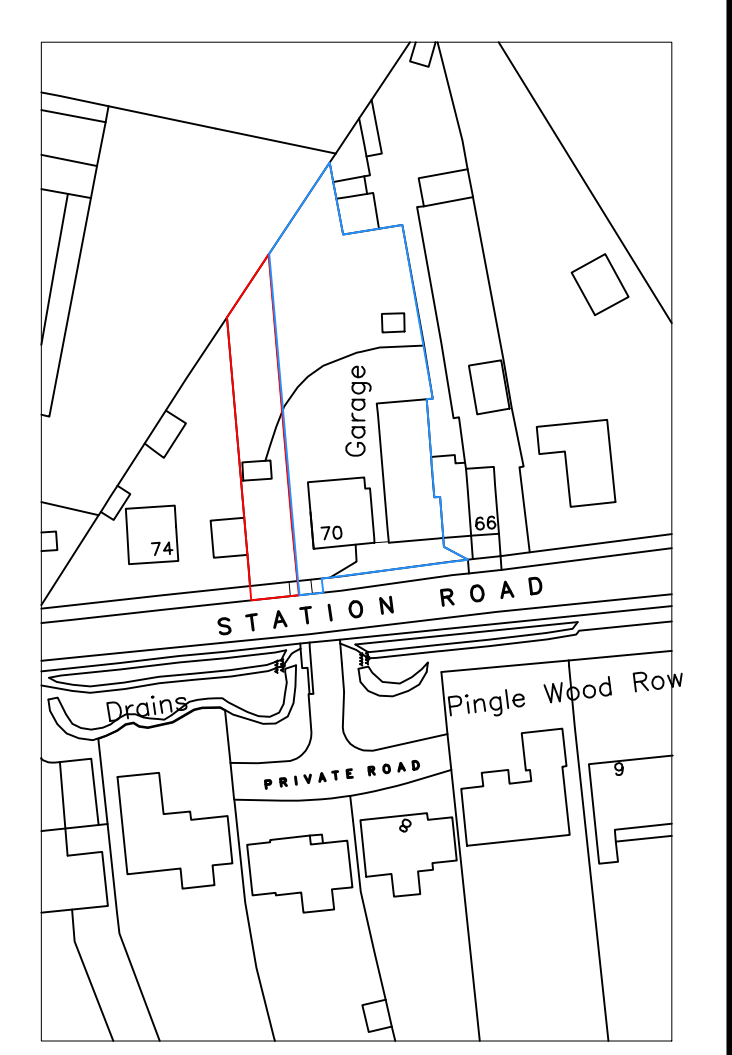 Garage
70
66
74
STATION ROAD
Drains
Pingle Wood Row
PRIVATE ROAD
9
8